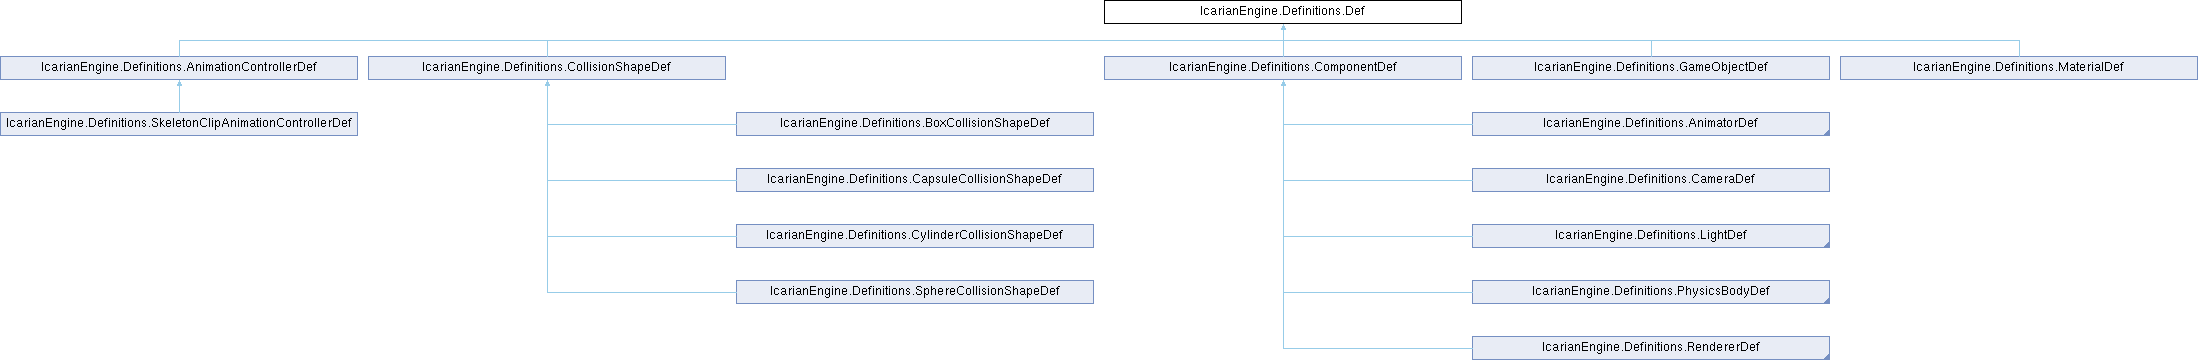 IcarianEngine.Definitions.Def
IcarianEngine.Definitions.AnimationControllerDef
IcarianEngine.Definitions.CollisionShapeDef
IcarianEngine.Definitions.ComponentDef
IcarianEngine.Definitions.GameObjectDef
IcarianEngine.Definitions.MaterialDef
IcarianEngine.Definitions.SkeletonClipAnimationControllerDef
IcarianEngine.Definitions.BoxCollisionShapeDef
IcarianEngine.Definitions.AnimatorDef
IcarianEngine.Definitions.CapsuleCollisionShapeDef
IcarianEngine.Definitions.CameraDef
IcarianEngine.Definitions.CylinderCollisionShapeDef
IcarianEngine.Definitions.LightDef
IcarianEngine.Definitions.SphereCollisionShapeDef
IcarianEngine.Definitions.PhysicsBodyDef
IcarianEngine.Definitions.RendererDef